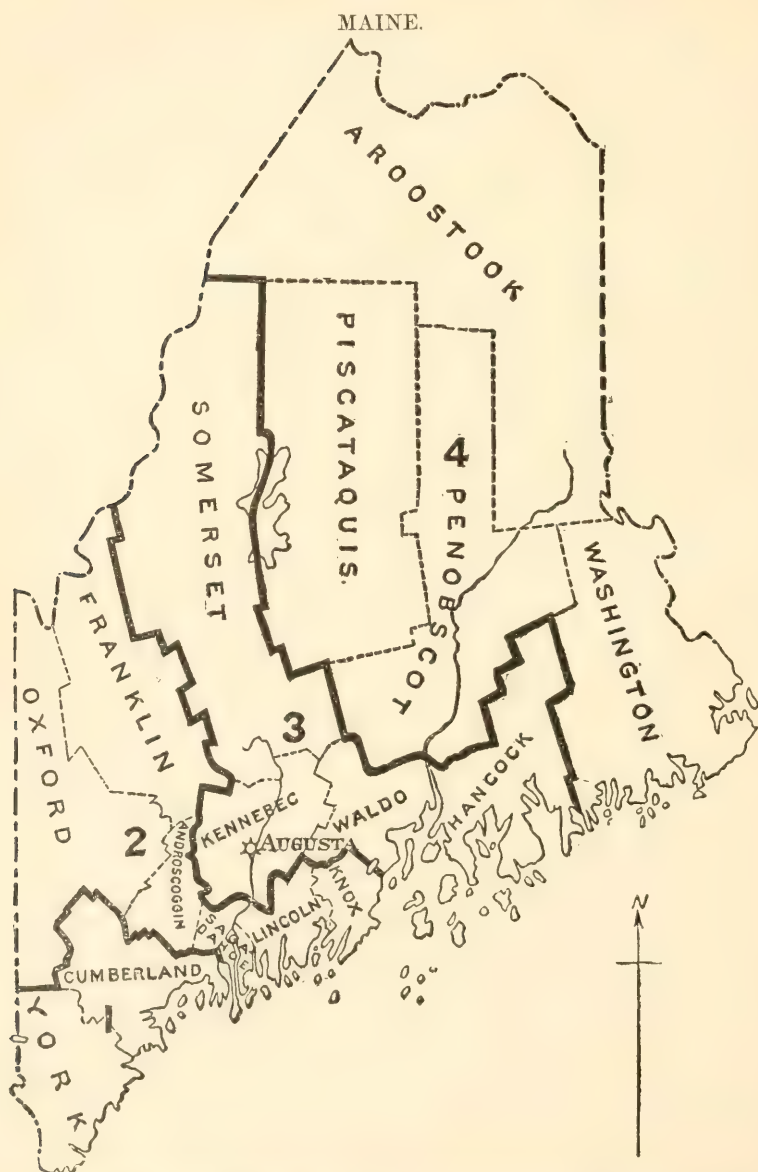 MAINE.
AROOSTOOK
PISCATAQUIS.
SOMERSET
4
PENOBSCOT
WASHINGTON
FRANKLIN
OXFORD
3
HANCOCK
WALDO
KENNEBEC
2
ANDROSCOGGIN
AUGUSTA
KNOX
LINCOLN
SAGADAHOC
CUMBERLAND
1
YORK
N